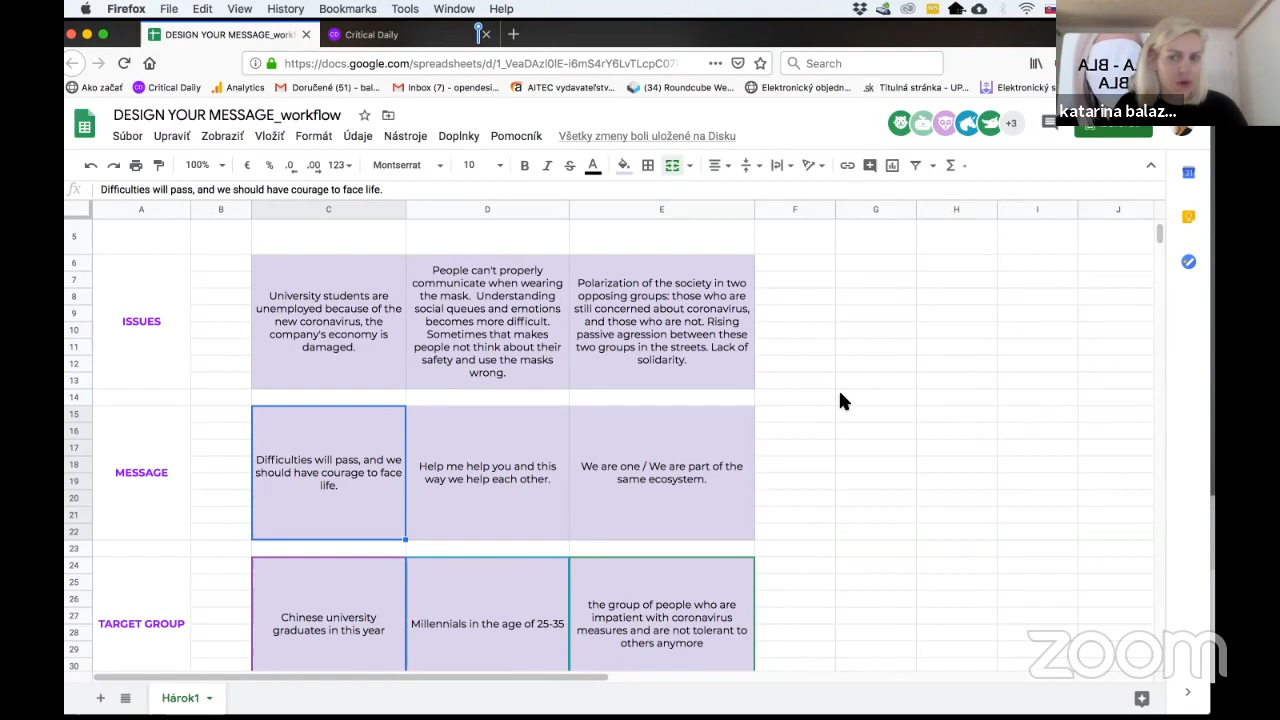 Firefox File Edit View History Bookmarks Tools Window Help
DESIGN YOUR MESSAGE_workf
Critical Daily
https://docs.google.com/spreadsheets/d/1_VeaDAzI0lE-i6mS4rY6LvTLcpC07
Search
Ako začať Critical Daily Analytics Doručené (51) - bal... Inbox (7) - opendesi... AITEC vydavateľstv... (34) Roundcube We... Elektronický objedn... Titulná stránka - UP... Elektronický s
A - BLA
BLA
katarina balaz...
DESIGN YOUR MESSAGE_workflow
Súbor Upraviť Zobraziť Vložiť Formát Údaje Nástroje Doplnky Pomocník Všetky zmeny boli uložené na Disku
+3
100% € % .0 .00 123 Montserrat 10 B I S A
fx Difficulties will pass, and we should have courage to face life.
A B C D E F G H I J
5
6
7
8
9
10
11
12
13
14
15
16
17
18
19
20
21
22
23
24
25
26
27
28
29
30
ISSUES
University students are
unemployed because of the
new coronavirus, the
company's economy is
damaged.
People can't properly
communicate when wearing
the mask. Understanding
social queues and emotions
becomes more difficult.
Sometimes that makes
people not think about their
safety and use the masks
wrong.
Polarization of the society in two
opposing groups: those who are
still concerned about coronavirus,
and those who are not. Rising
passive agression between these
two groups in the streets. Lack of
solidarity.
MESSAGE
Difficulties will pass, and we
should have courage to face
life.
Help me help you and this
way we help each other.
We are one / We are part of the
same ecosystem.
TARGET GROUP
Chinese university
graduates in this year
Millennials in the age of 25-35
the group of people who are
impatient with coronavirus
measures and are not tolerant to
others anymore
Hárok1
zoom